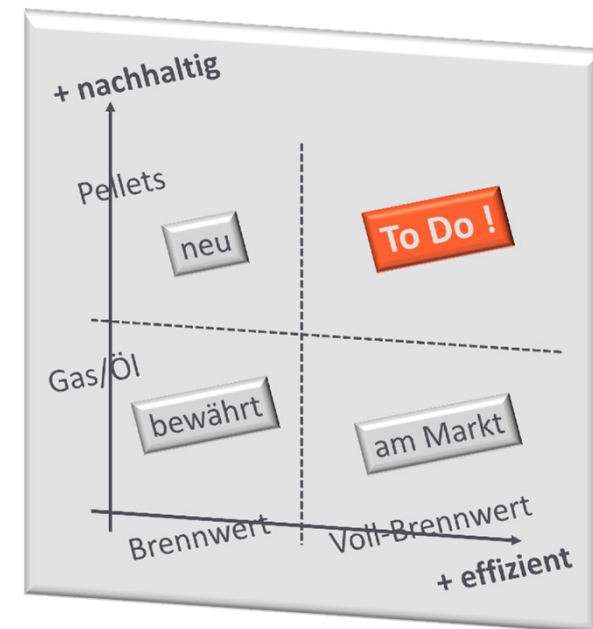 + nachhaltig
Pellets
neu
To Do !
Gas/Öl
bewährt
am Markt
Brennwert
Voll-Brennwert
+ effizient